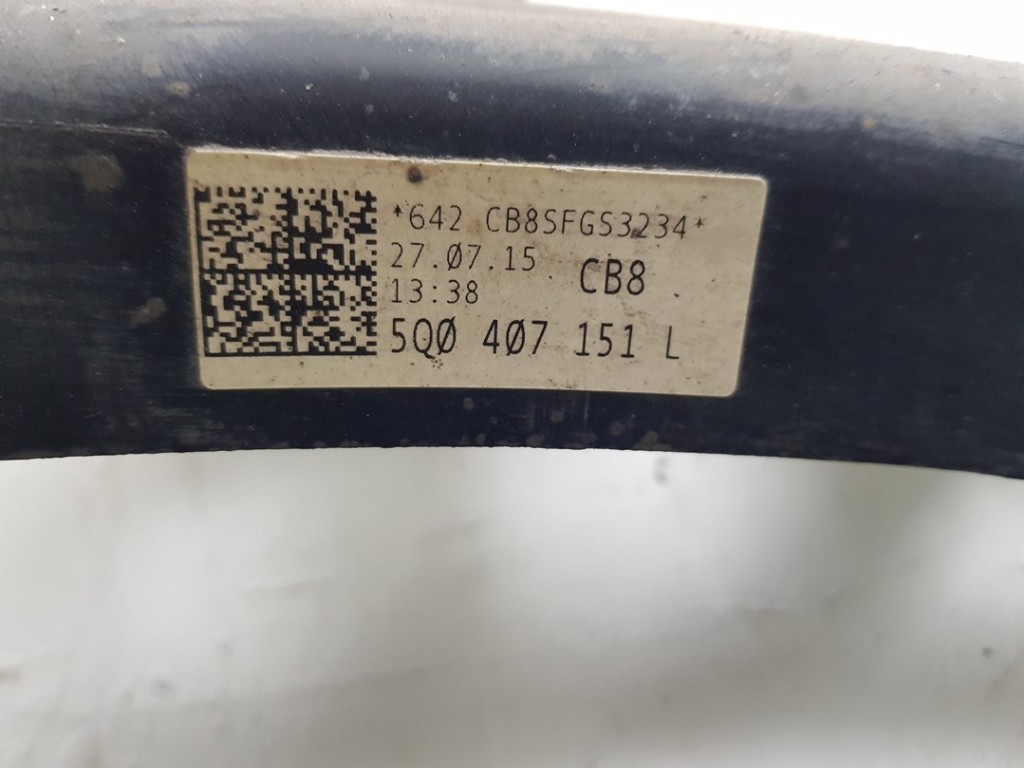 *642 CB8SFGS3234*
27.07.15 CB8
13:38
5Q0 407 151 L